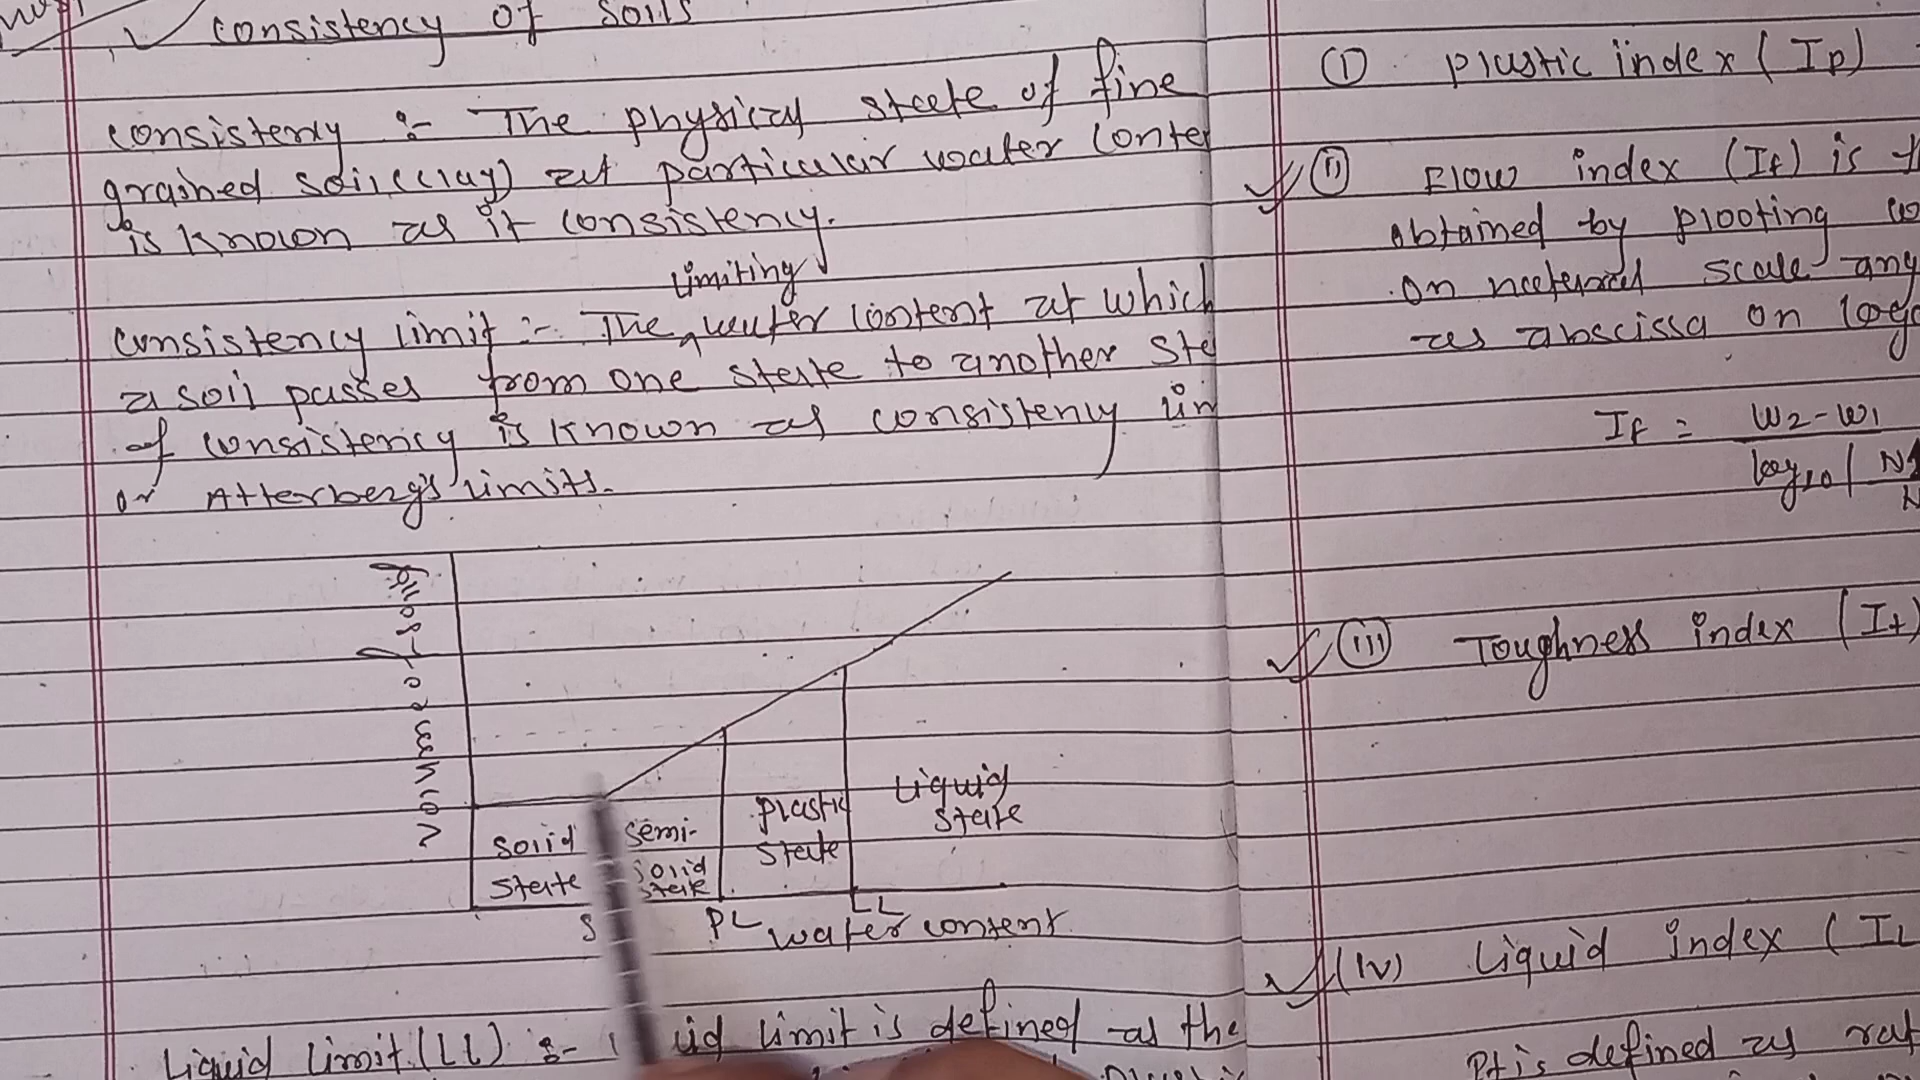 consistency of soils
consistency :- The physical state of fine
grained soil (clay) at particular water conte
is known as it consistency.
limiting
consistency limit :- The water content at which
a soil passes from one state to another sta
of consistency is known as consistency lim
or Atterberg's limits.
volume of soil
solid state
semi-solid state
plastic state
liquid state
S
PL
LL
water content
Liquid limit (LL) :- uid limit is defined as the
(i) Plastic index (Ip)
(ii) Flow index (If) is
obtained by plooting
on natural scale any
as abscissa on log
If = w2-w1
log10 ( N1
(iii) Toughness index (It)
(iv) Liquid index (IL
It is defined as rat